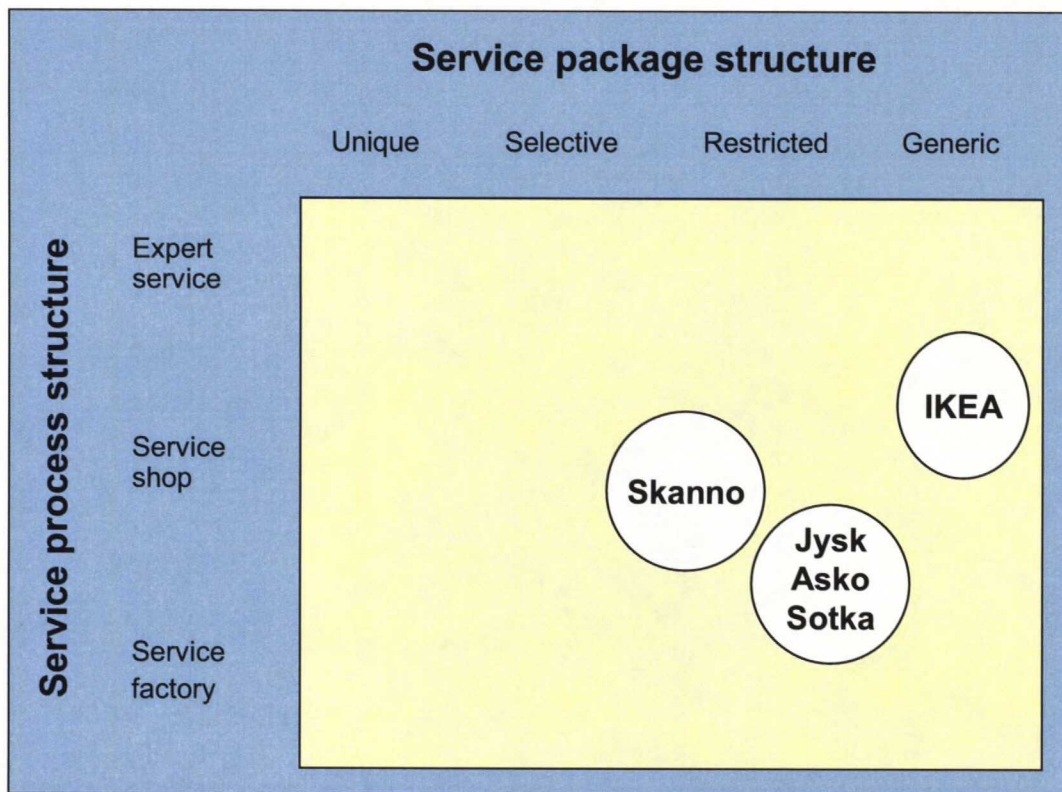 Service package structure
Unique Selective Restricted Generic
Service process structure
Expert
service
Service
shop
Service
factory
IKEA
Skanno
Jysk
Asko
Sotka